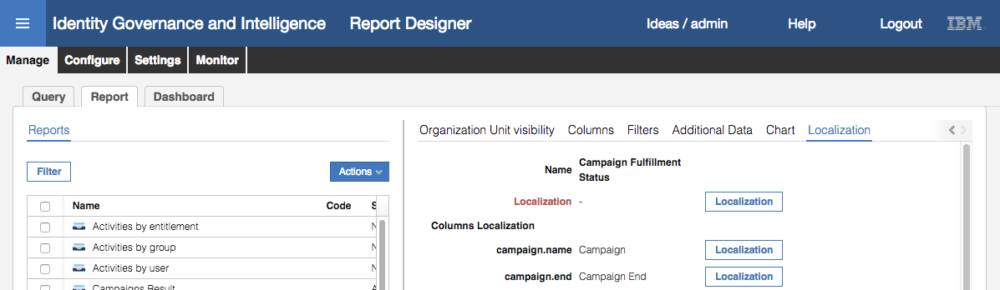 Identity Governance and Intelligence Report Designer Ideas / admin Help Logout IBM
Manage Configure Settings Monitor
Query Report Dashboard
Reports
Filter Actions
Name Code
Activities by entitlement
Activities by group
Activities by user
Campaigns Result
Organization Unit visibility Columns Filters Additional Data Chart Localization
Name Campaign Fulfillment
Status
Localization - Localization
Columns Localization
campaign.name Campaign Localization
campaign.end Campaign End Localization